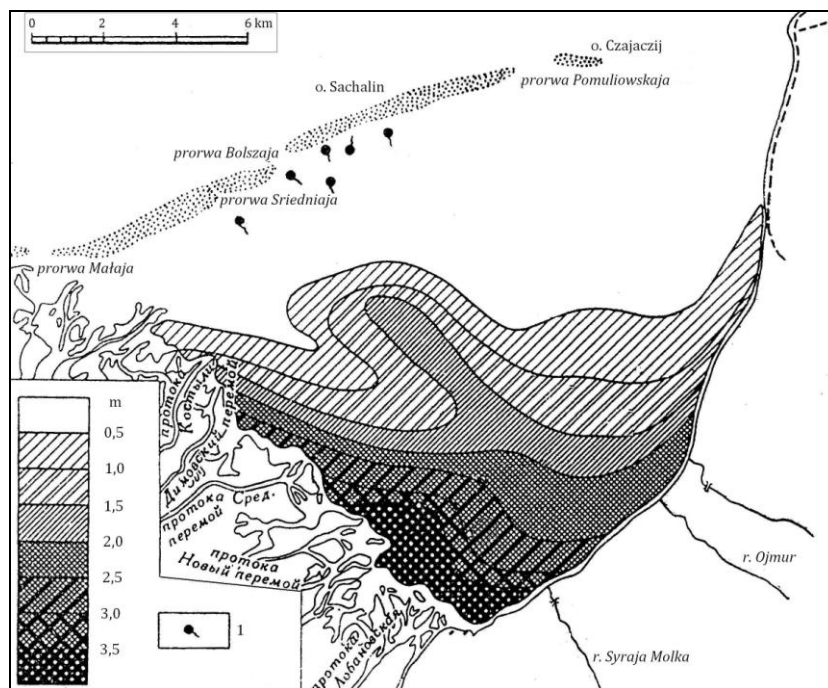 0 2 4 6 km
o. Czajaczij
o. Sachalin
prorwa Pomuliowskaja
prorwa Bolszaja
prorwa Sriedniaja
prorwa Małaja
m
0,5
1,0
1,5
2,0
2,5
3,0
3,5
1
протока
Костыли
Димовский перемой
протока Сред.
перемой
протока
Новый перемой
протока
Лобановская
r. Ojmur
r. Syraja Molka